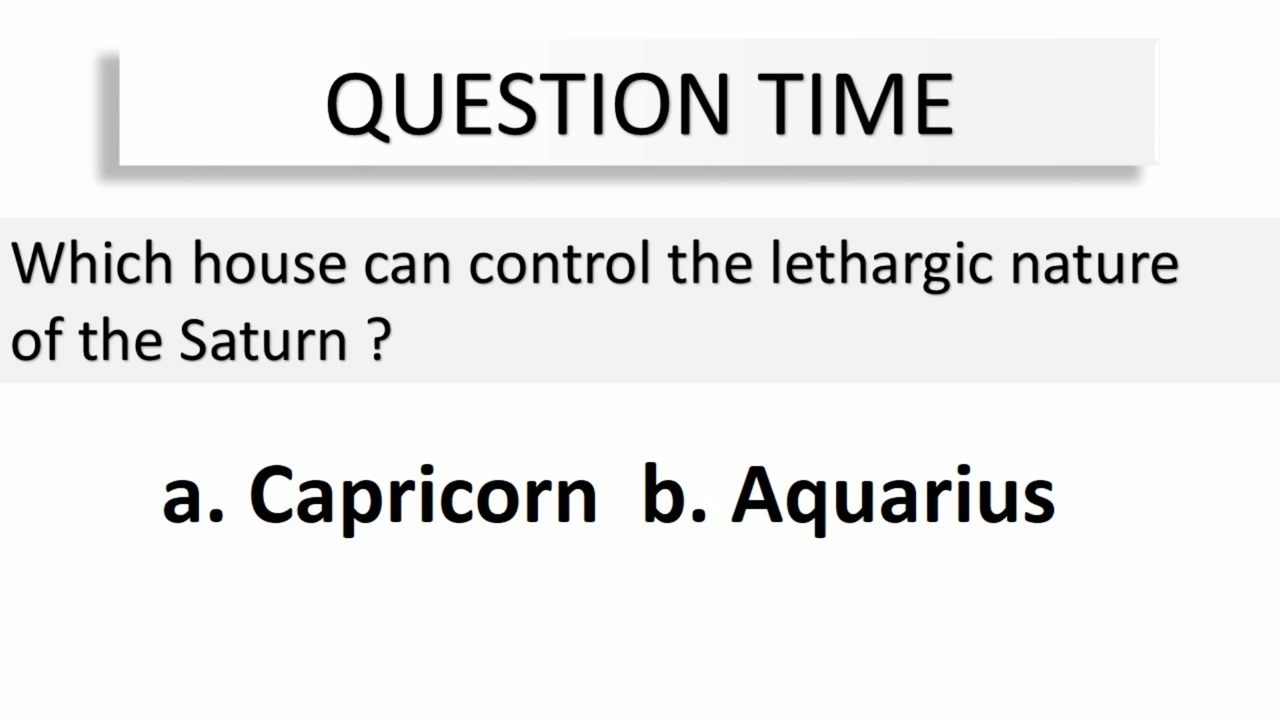 QUESTION TIME
Which house can control the lethargic nature
of the Saturn ?
a. Capricorn b. Aquarius